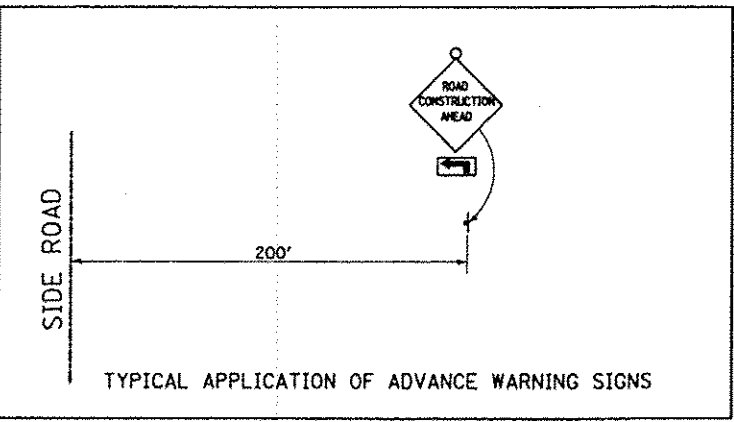 ROAD
CONSTRUCTION
AHEAD
SIDE ROAD
200'
TYPICAL APPLICATION OF ADVANCE WARNING SIGNS